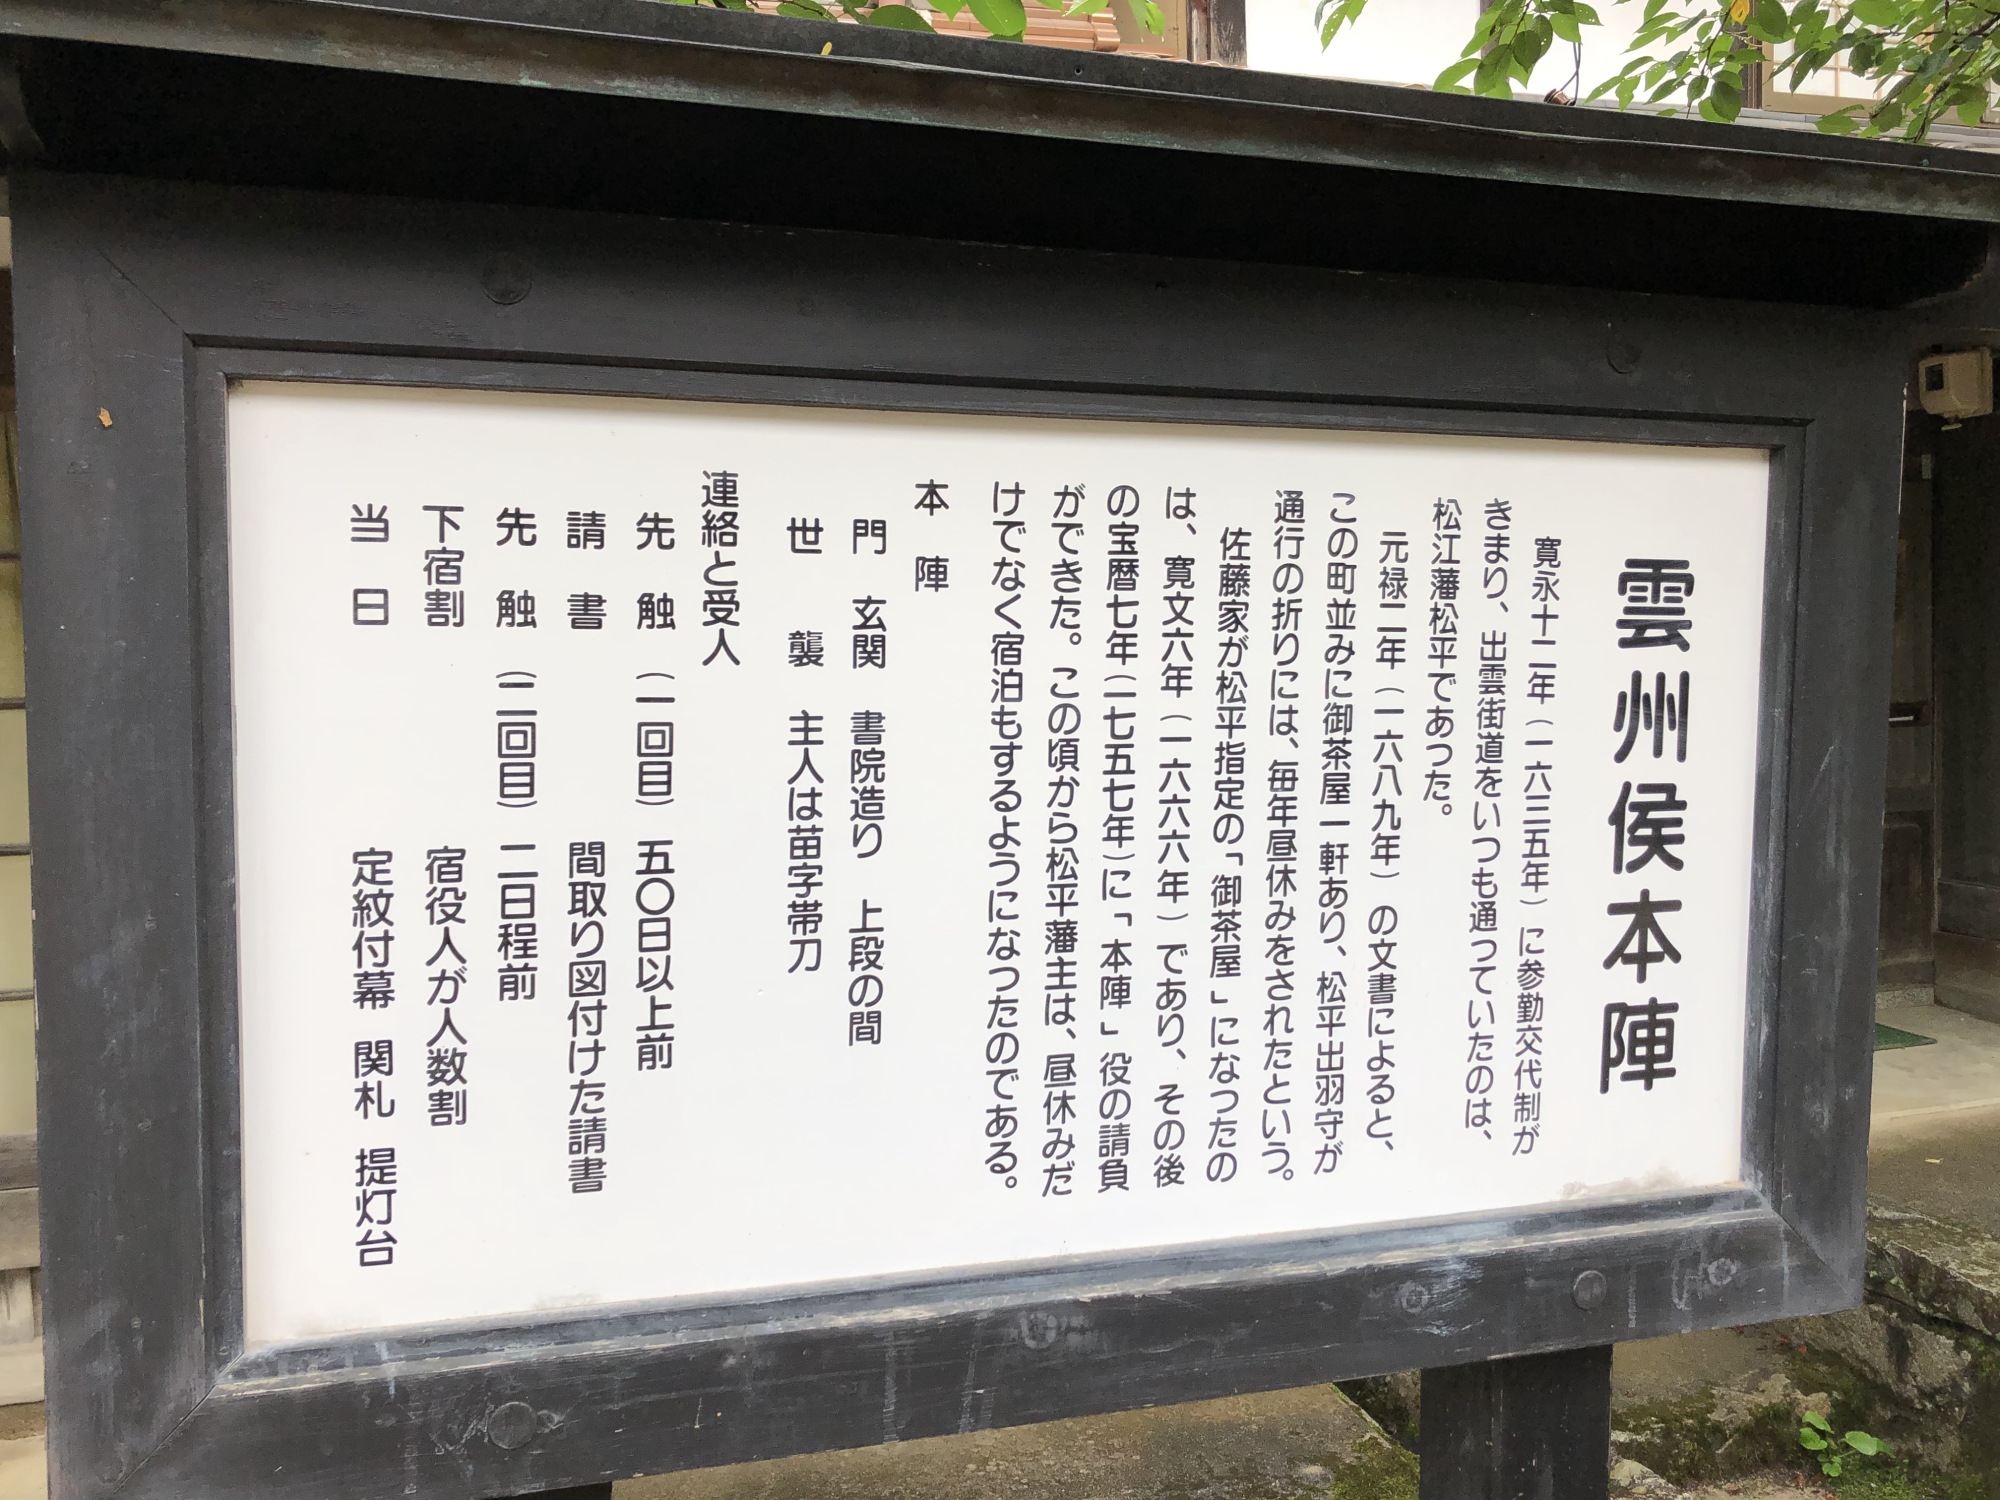 雲州侯本陣
寛永十二年（一六三五年）に参勤交代制が
きまり、出雲街道をいつも通っていたのは、
松江藩松平であった。
元禄二年（一六八九年）の文書によると、
この町並みに御茶屋一軒あり、松平出羽守が
通行の折りには、毎年昼休みをされたという。
佐藤家が松平指定の「御茶屋」になったの
は、寛文六年（一六六六年）であり、その後
の宝暦七年（一七五七年）に「本陣」役の請負
ができた。この頃から松平藩主は、昼休みだ
けでなく宿泊もするようになったのである。
本　陣
門　玄関　書院造り　上段の間
世　襲　主人は苗字帯刀
連絡と受入
先　触　（一回目）　五〇日以上前
請　書　間取り図付けた請書
先　触　（二回目）　二日程前
下宿割　宿役人が人数割
当　日　定紋付幕　関札　提灯台